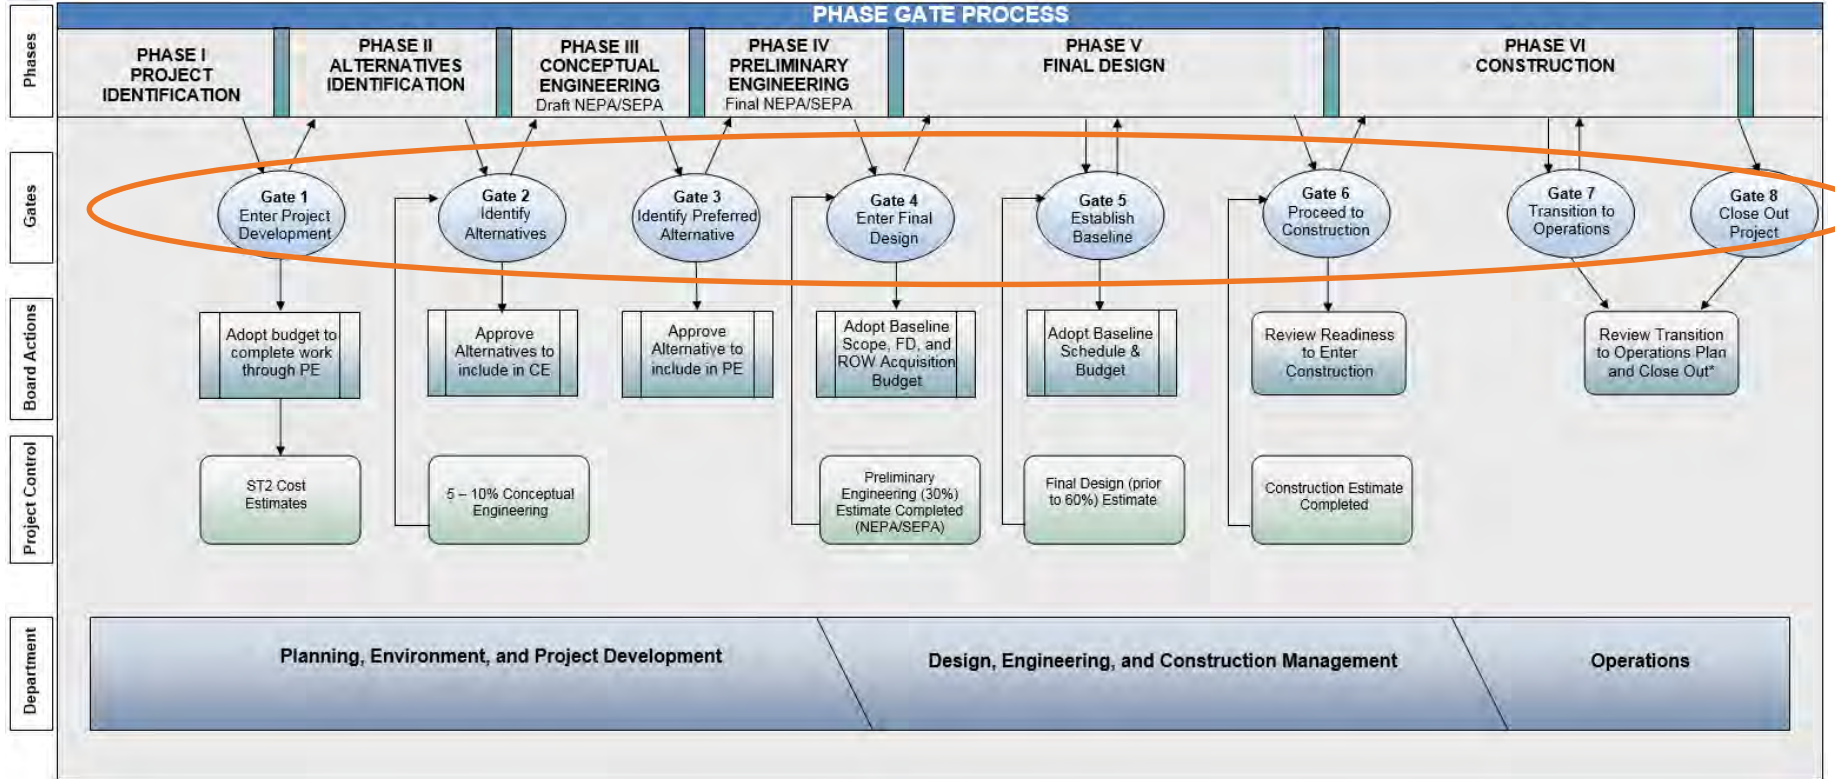 PHASE GATE PROCESS
Phases
PHASE I
PROJECT
IDENTIFICATION
PHASE II
ALTERNATIVES
IDENTIFICATION
PHASE III
CONCEPTUAL
ENGINEERING
Draft NEPA/SEPA
PHASE IV
PRELIMINARY
ENGINEERING
Final NEPA/SEPA
PHASE V
FINAL DESIGN
PHASE VI
CONSTRUCTION
Gates
Gate 1
Enter Project
Development
Gate 2
Identify
Alternatives
Gate 3
Identify Preferred
Alternative
Gate 4
Enter Final
Design
Gate 5
Establish
Baseline
Gate 6
Proceed to
Construction
Gate 7
Transition to
Operations
Gate 8
Close Out
Project
Board Actions
Adopt budget to
complete work
through PE
Approve
Alternatives to
include in CE
Approve
Alternative to
include in PE
Adopt Baseline
Scope, FD, and
ROW Acquisition
Budget
Adopt Baseline
Schedule &
Budget
Review Readiness
to Enter
Construction
Review Transition
to Operations Plan
and Close Out*
Project Control
ST2 Cost
Estimates
5 – 10% Conceptual
Engineering
Preliminary
Engineering (30%)
Estimate Completed
(NEPA/SEPA)
Final Design (prior
to 60%) Estimate
Construction Estimate
Completed
Department
Planning, Environment, and Project Development
Design, Engineering, and Construction Management
Operations